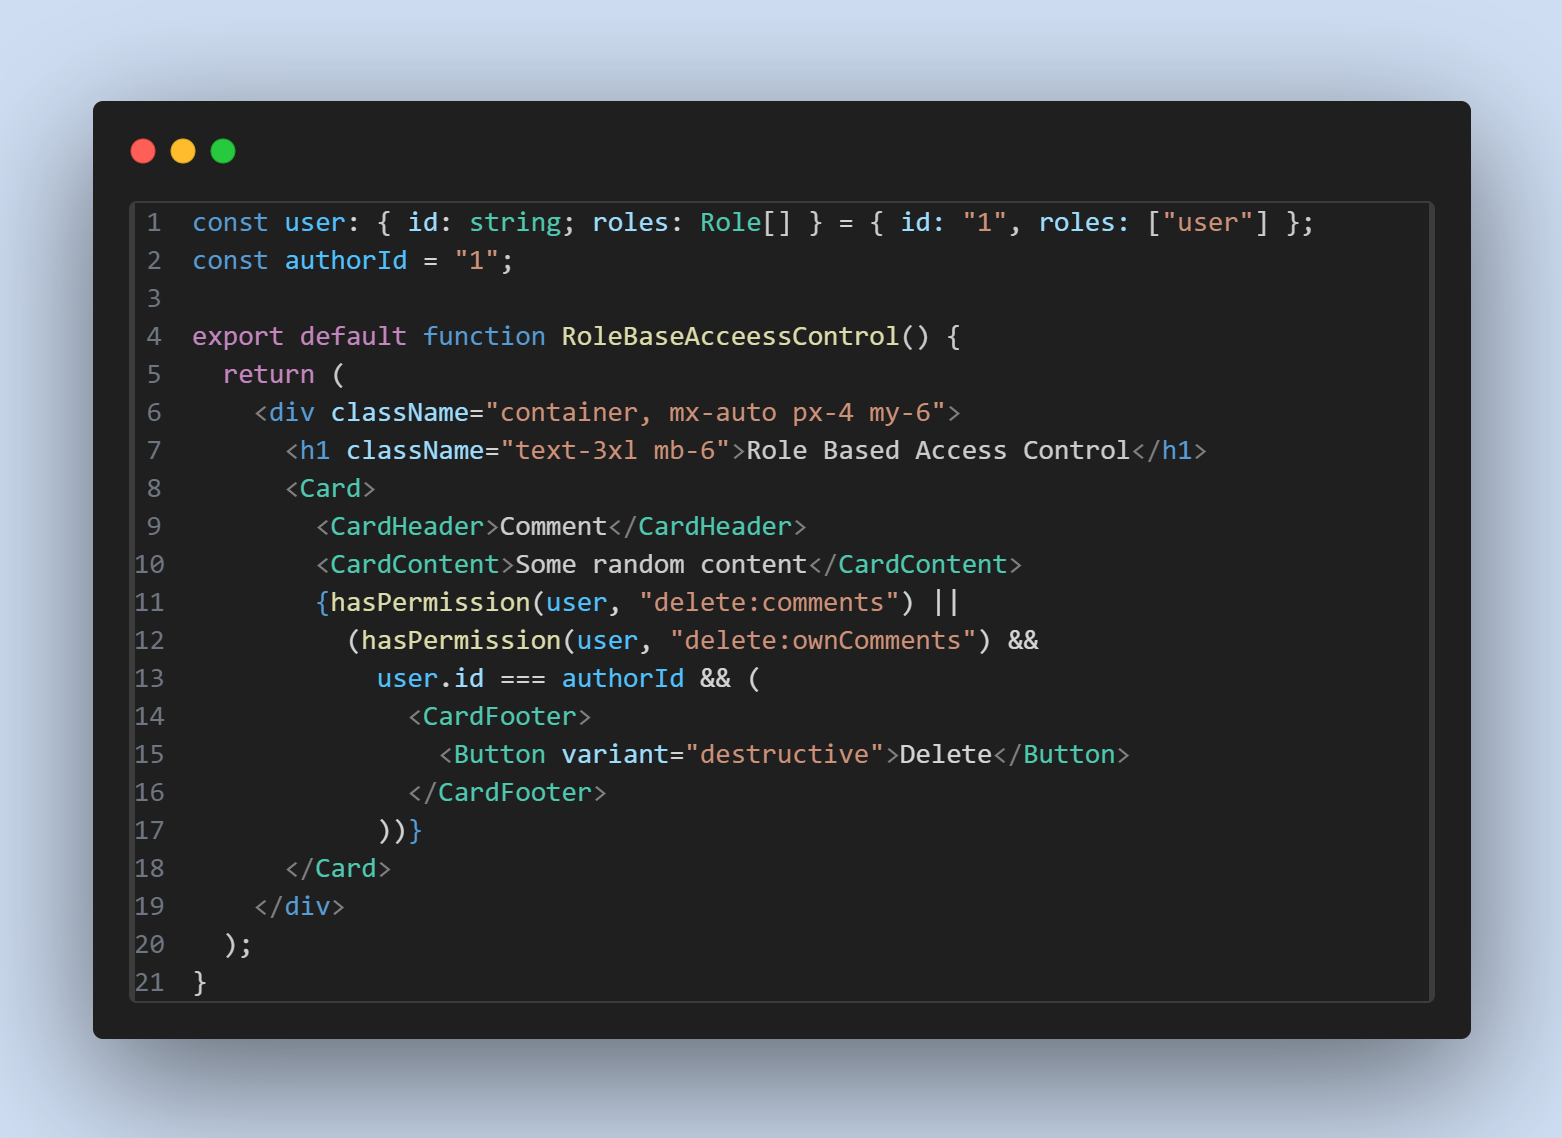 1 const user: { id: string; roles: Role[] } = { id: "1", roles: ["user"] };
2 const authorId = "1";
3
4 export default function RoleBaseAcceessControl() {
5   return (
6     <div className="container, mx-auto px-4 my-6">
7       <h1 className="text-3xl mb-6">Role Based Access Control</h1>
8       <Card>
9         <CardHeader>Comment</CardHeader>
10         <CardContent>Some random content</CardContent>
11         {hasPermission(user, "delete:comments") ||
12           (hasPermission(user, "delete:ownComments") &&
13             user.id === authorId && (
14               <CardFooter>
15                 <Button variant="destructive">Delete</Button>
16               </CardFooter>
17             ))}
18       </Card>
19     </div>
20   );
21 }